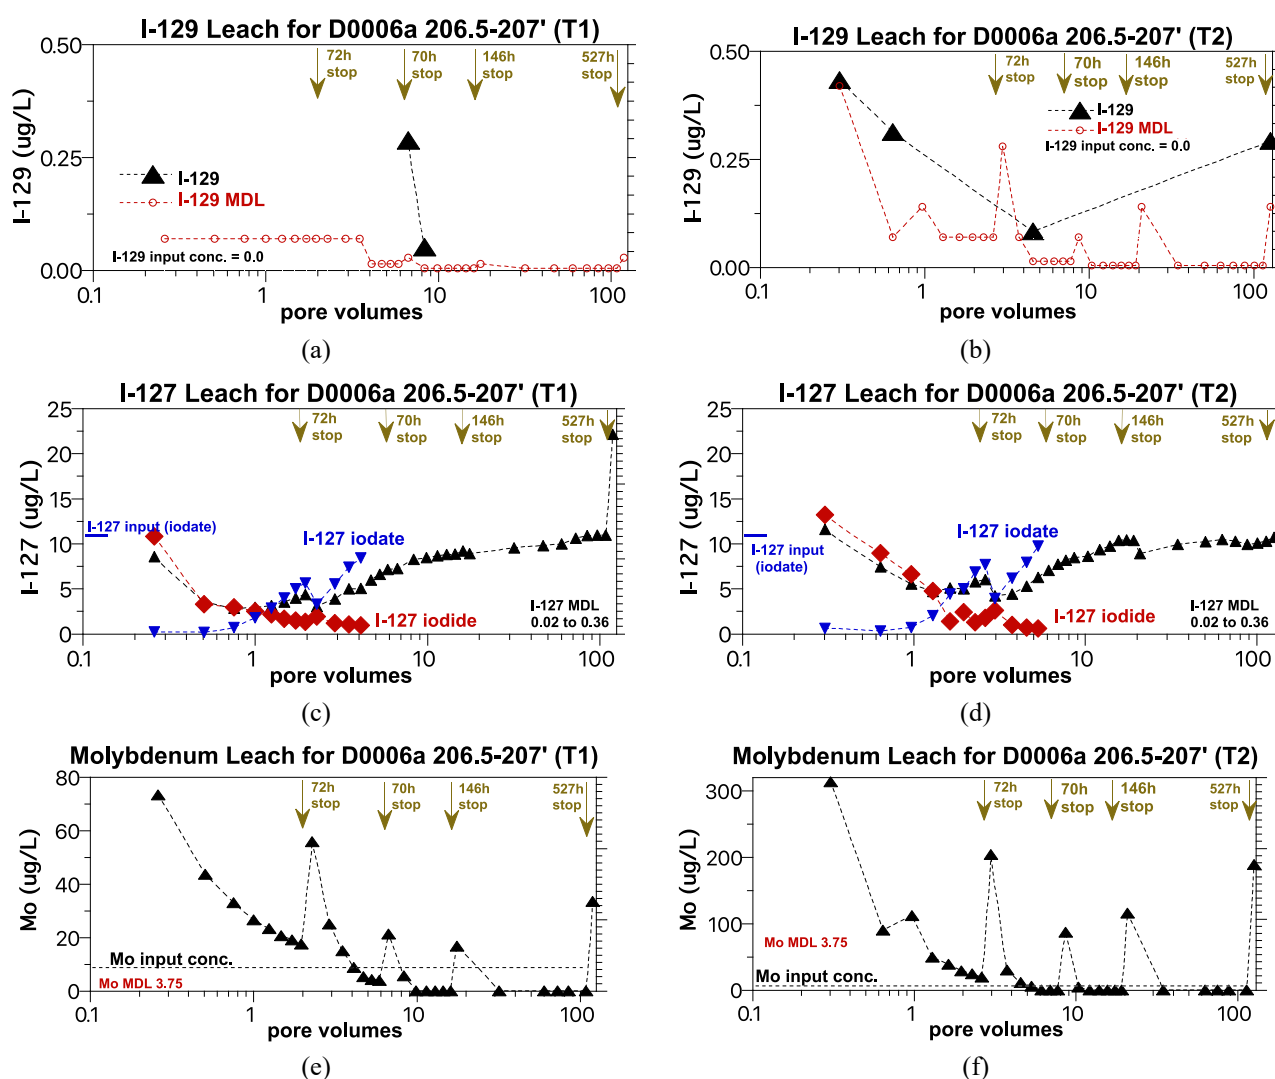 I-129 Leach for D0006a 206.5-207' (T1)
0.50
0.25
0.00
I-129 (ug/L)
72h
stop
70h
stop
146h
stop
527h
stop
I-129
I-129 MDL
I-129 input conc. = 0.0
0.1
1
10
100
pore volumes
(a)
I-129 Leach for D0006a 206.5-207' (T2)
0.50
0.25
0.00
I-129 (ug/L)
72h
stop
70h
stop
146h
stop
527h
stop
I-129
I-129 MDL
I-129 input conc. = 0.0
0.1
1
10
100
pore volumes
(b)
I-127 Leach for D0006a 206.5-207' (T1)
25
20
15
10
5
0
I-127 (ug/L)
72h
stop
70h
stop
146h
stop
527h
stop
I-127 input (iodate)
I-127 iodate
I-127 iodide
I-127 MDL
0.02 to 0.36
0.1
1
10
100
pore volumes
(c)
I-127 Leach for D0006a 206.5-207' (T2)
25
20
15
10
5
0
I-127 (ug/L)
72h
stop
70h
stop
146h
stop
527h
stop
I-127 input
(iodate)
I-127 iodate
I-127 iodide
I-127 MDL
0.02 to 0.36
0.1
1
10
100
pore volumes
(d)
Molybdenum Leach for D0006a 206.5-207' (T1)
80
60
40
20
0
Mo (ug/L)
72h
stop
70h
stop
146h
stop
527h
stop
Mo input conc.
Mo MDL 3.75
0.1
1
10
100
pore volumes
(e)
Molybdenum Leach for D0006a 206.5-207' (T2)
300
200
100
0
Mo (ug/L)
72h
stop
70h
stop
146h
stop
527h
stop
Mo MDL 3.75
Mo input conc.
0.1
1
10
100
pore volumes
(f)